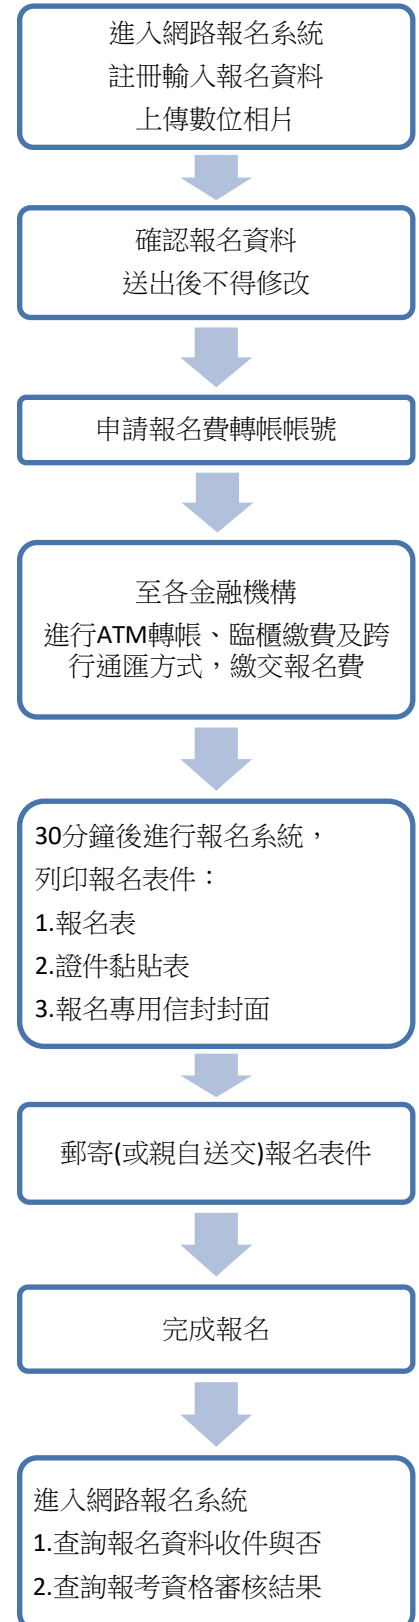 進入網路報名系統
註冊輸入報名資料
上傳數位相片
確認報名資料
送出後不得修改
申請報名費轉帳帳號
至各金融機構
進行ATM轉帳、臨櫃繳費及跨
行通匯方式，繳交報名費
30分鐘後進行報名系統，
列印報名表件：
1.報名表
2.證件黏貼表
3.報名專用信封封面
郵寄(或親自送交)報名表件
完成報名
進入網路報名系統
1.查詢報名資料收件與否
2.查詢報考資格審核結果